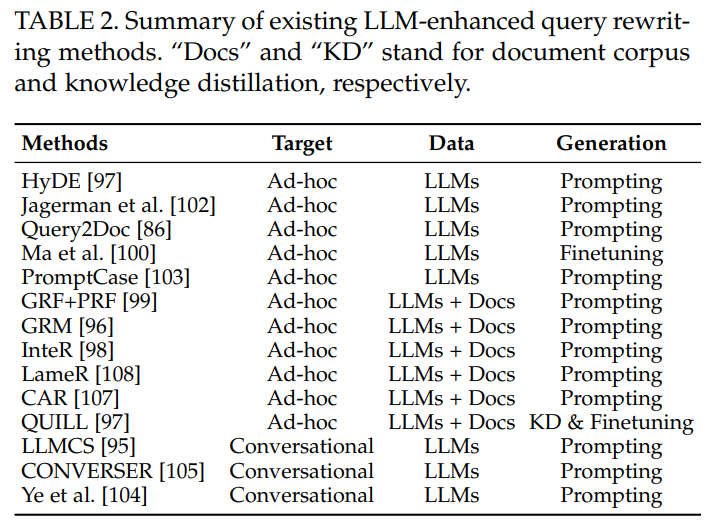 TABLE 2. Summary of existing LLM-enhanced query rewrit-
ing methods. “Docs” and “KD” stand for document corpus
and knowledge distillation, respectively.
Methods Target Data Generation
HyDE [97] Ad-hoc LLMs Prompting
Jagerman et al. [102] Ad-hoc LLMs Prompting
Query2Doc [86] Ad-hoc LLMs Prompting
Ma et al. [100] Ad-hoc LLMs Finetuning
PromptCase [103] Ad-hoc LLMs Prompting
GRF+PRF [99] Ad-hoc LLMs + Docs Prompting
GRM [96] Ad-hoc LLMs + Docs Prompting
InteR [98] Ad-hoc LLMs + Docs Prompting
LameR [108] Ad-hoc LLMs + Docs Prompting
CAR [107] Ad-hoc LLMs + Docs Prompting
QUILL [97] Ad-hoc LLMs + Docs KD & Finetuning
LLMCS [95] Conversational LLMs Prompting
CONVERSER [105] Conversational LLMs Prompting
Ye et al. [104] Conversational LLMs Prompting